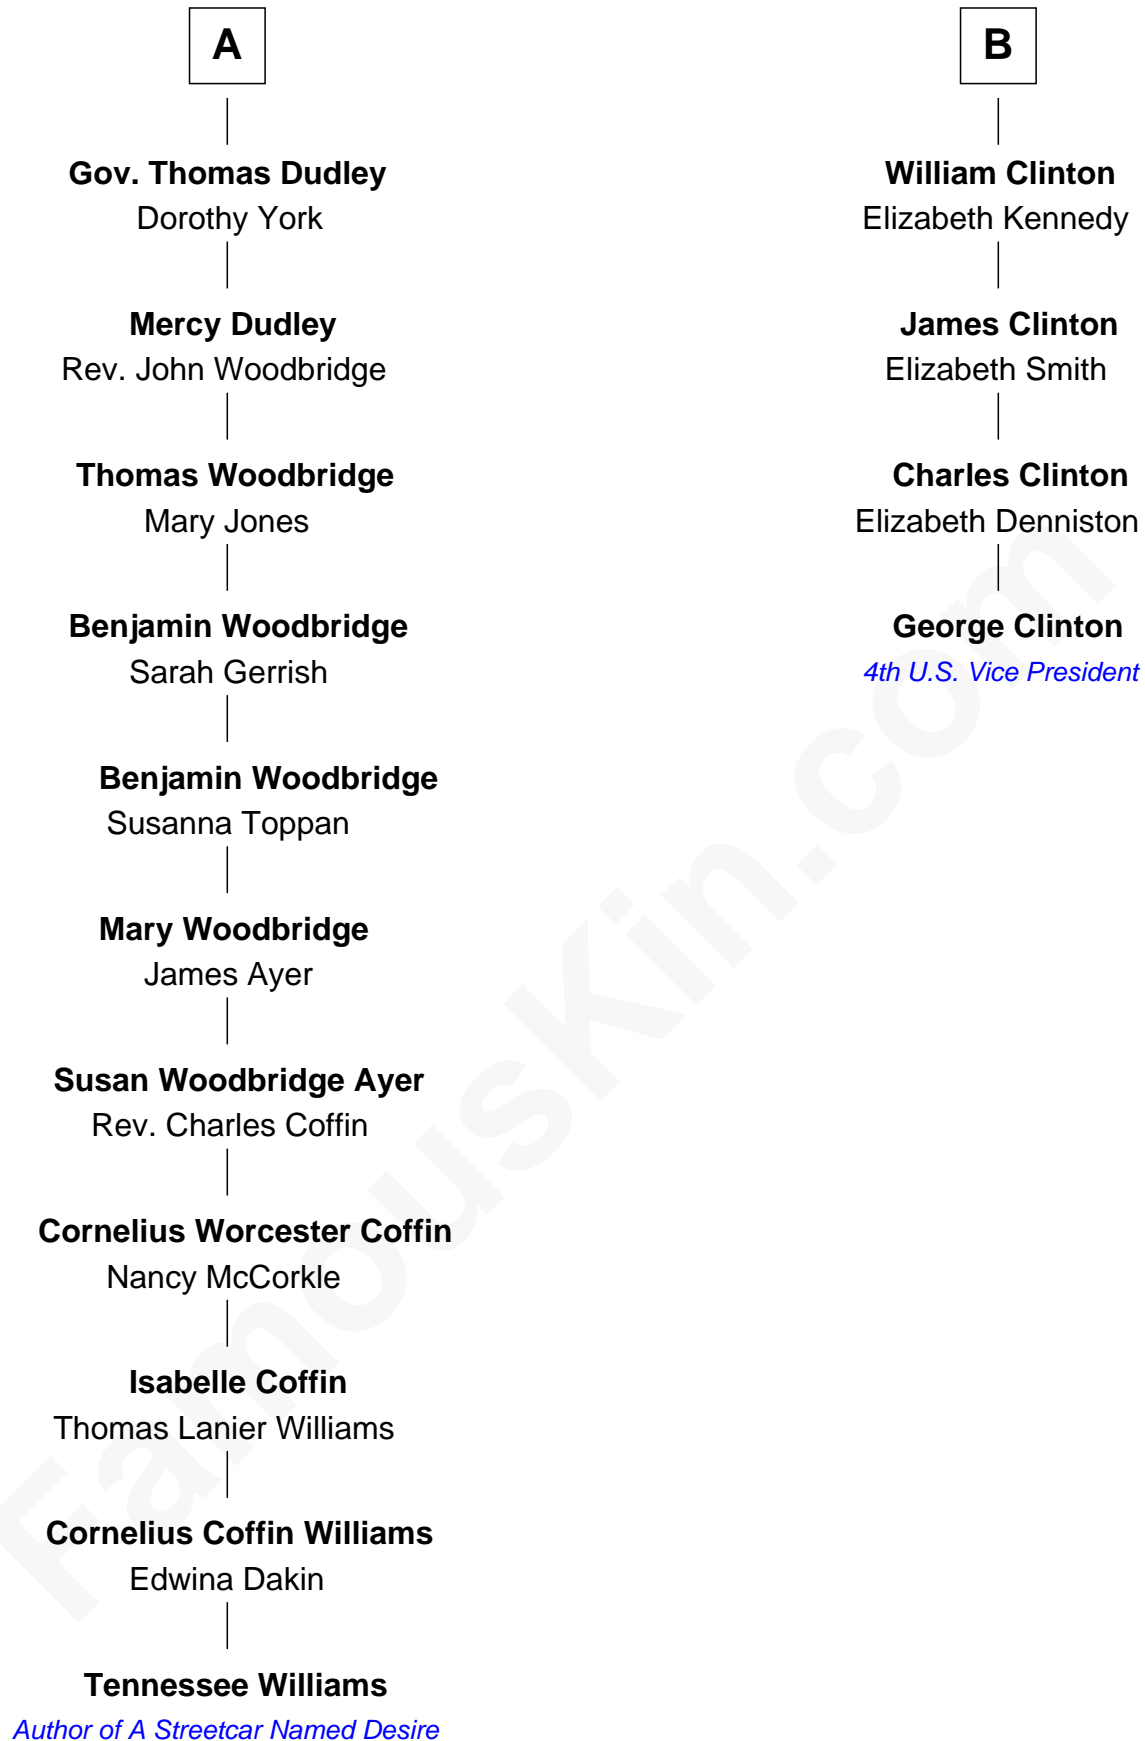 A
Gov. Thomas Dudley
Dorothy York
Mercy Dudley
Rev. John Woodbridge
Thomas Woodbridge
Mary Jones
Benjamin Woodbridge
Sarah Gerrish
Benjamin Woodbridge
Susanna Toppan
Mary Woodbridge
James Ayer
Susan Woodbridge Ayer
Rev. Charles Coffin
Cornelius Worcester Coffin
Nancy McCorkle
Isabelle Coffin
Thomas Lanier Williams
Cornelius Coffin Williams
Edwina Dakin
Tennessee Williams
Author of A Streetcar Named Desire
B
William Clinton
Elizabeth Kennedy
James Clinton
Elizabeth Smith
Charles Clinton
Elizabeth Denniston
George Clinton
4th U.S. Vice President
FamousKin.com